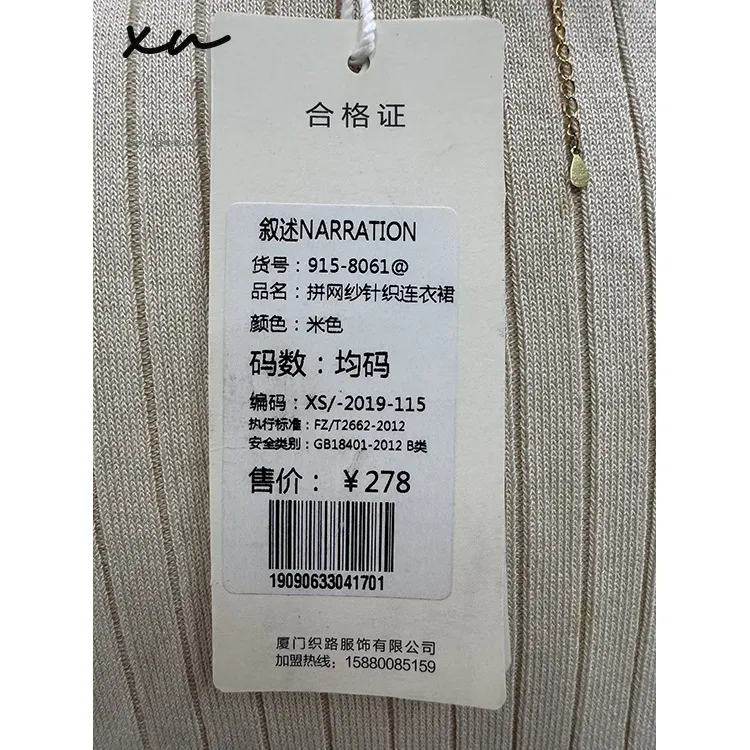 xu
合格证
叙述NARRATION
货号：915-8061@
品名：拼网纱针织连衣裙
颜色：米色
码数：均码
编码：XS/-2019-115
执行标准：FZ/T2662-2012
安全类别：GB18401-2012 B类
售价：￥278
19090633041701
厦门织路服饰有限公司
加盟热线：15880085159